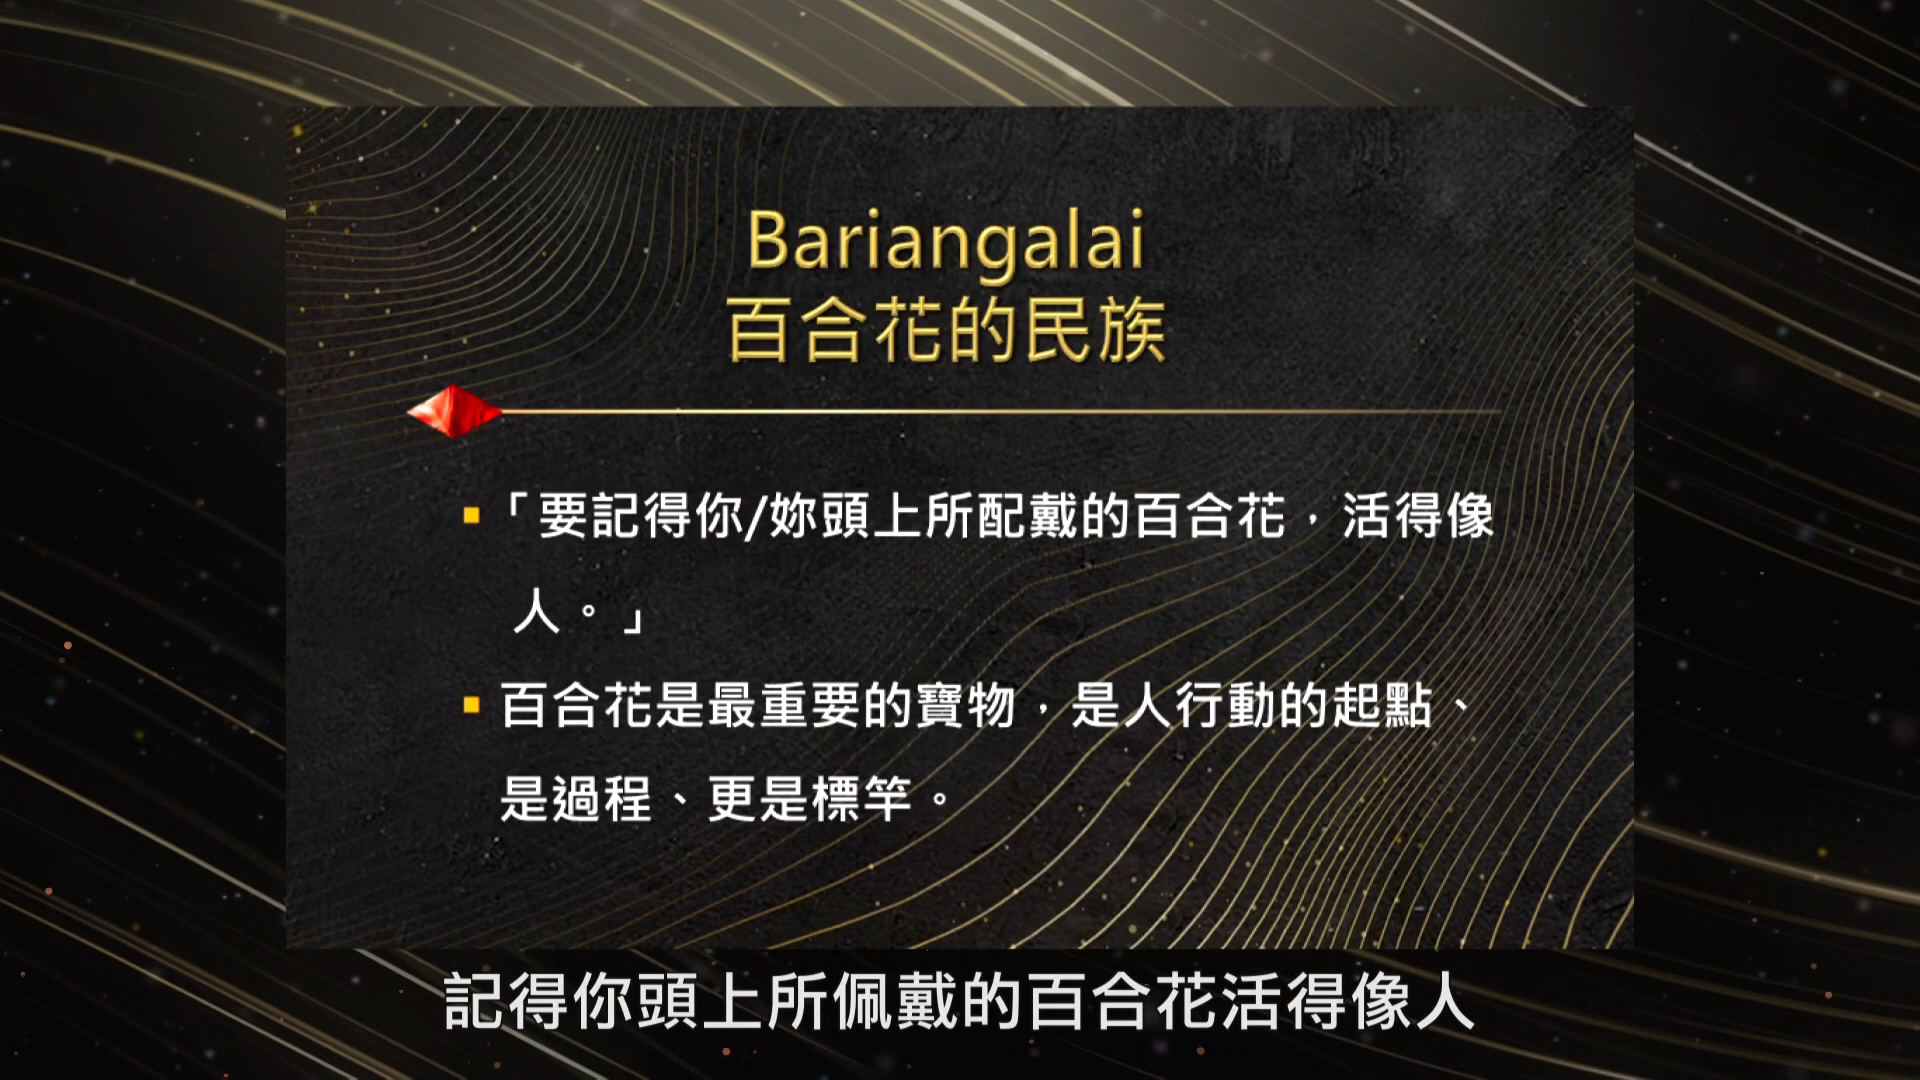 Bariangalai
百合花的民族
「要記得你/妳頭上所配戴的百合花，活得像
人。」
百合花是最重要的寶物，是人行動的起點、
是過程、更是標竿。
記得你頭上所佩戴的百合花活得像人